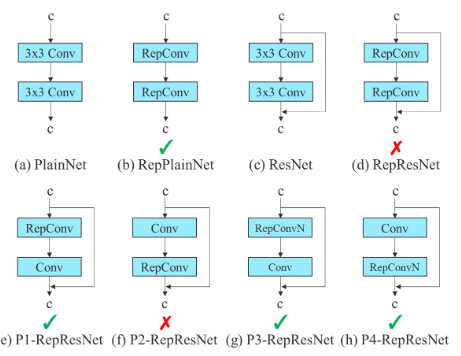 c c c c
3x3 Conv RepConv 3x3 Conv RepConv
3x3 Conv RepConv 3x3 Conv RepConv
c c c c
✓ ✗
(a) PlainNet (b) RepPlainNet (c) ResNet (d) RepResNet
c c c c
RepConv Conv RepConvN Conv
Conv RepConv Conv RepConvN
c c c c
✓ ✗ ✓ ✓
e) P1-RepResNet (f) P2-RepResNet (g) P3-RepResNet (h) P4-RepResNet